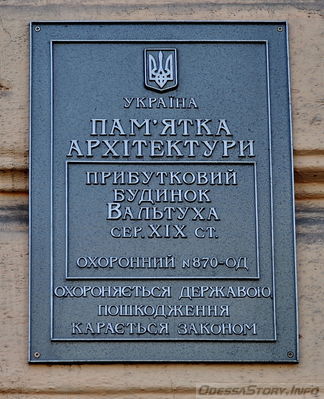 УКРАЇНА
ПАМ'ЯТКА
АРХІТЕКТУРИ
ПРИБУТКОВИЙ
БУДИНОК
ВАЛЬТУХА
СЕР. XIX СТ.
ОХОРОННИЙ №870-ОД
ОХОРОНЯЄТЬСЯ ДЕРЖАВОЮ,
ПОШКОДЖЕННЯ
КАРАЄТЬСЯ ЗАКОНОМ
OdessaStory.Info